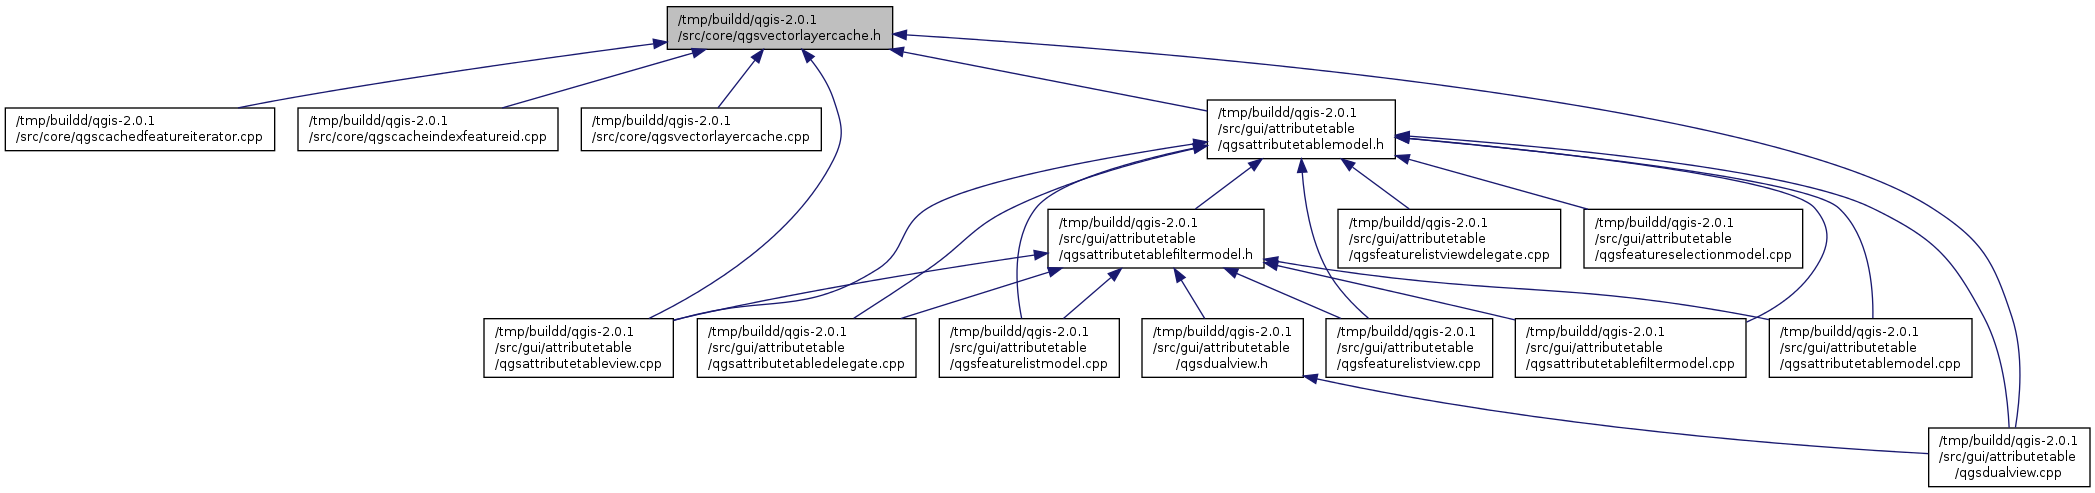 /tmp/buildd/qgis-2.0.1
/src/core/qgsvectorlayercache.h
/tmp/buildd/qgis-2.0.1
/src/core/qgscachedfeatureiterator.cpp
/tmp/buildd/qgis-2.0.1
/src/core/qgscacheindexfeatureid.cpp
/tmp/buildd/qgis-2.0.1
/src/core/qgsvectorlayercache.cpp
/tmp/buildd/qgis-2.0.1
/src/gui/attributetable
/qgsattributetablemodel.h
/tmp/buildd/qgis-2.0.1
/src/gui/attributetable
/qgsattributetablefiltermodel.h
/tmp/buildd/qgis-2.0.1
/src/gui/attributetable
/qgsfeaturelistviewdelegate.cpp
/tmp/buildd/qgis-2.0.1
/src/gui/attributetable
/qgsfeatureselectionmodel.cpp
/tmp/buildd/qgis-2.0.1
/src/gui/attributetable
/qgsattributetableview.cpp
/tmp/buildd/qgis-2.0.1
/src/gui/attributetable
/qgsattributetabledelegate.cpp
/tmp/buildd/qgis-2.0.1
/src/gui/attributetable
/qgsfeaturelistmodel.cpp
/tmp/buildd/qgis-2.0.1
/src/gui/attributetable
/qgsdualview.h
/tmp/buildd/qgis-2.0.1
/src/gui/attributetable
/qgsfeaturelistview.cpp
/tmp/buildd/qgis-2.0.1
/src/gui/attributetable
/qgsattributetablefiltermodel.cpp
/tmp/buildd/qgis-2.0.1
/src/gui/attributetable
/qgsattributetablemodel.cpp
/tmp/buildd/qgis-2.0.1
/src/gui/attributetable
/qgsdualview.cpp